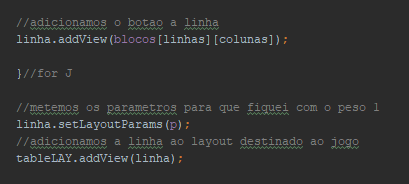 //adicionamos o botao a linha
linha.addView(blocos[linhas][colunas]);
}//for J
//metemos os parametros para que fiquei com o peso 1
linha.setLayoutParams(p);
//adicionamos a linha ao layout destinado ao jogo
tableLAY.addView(linha);